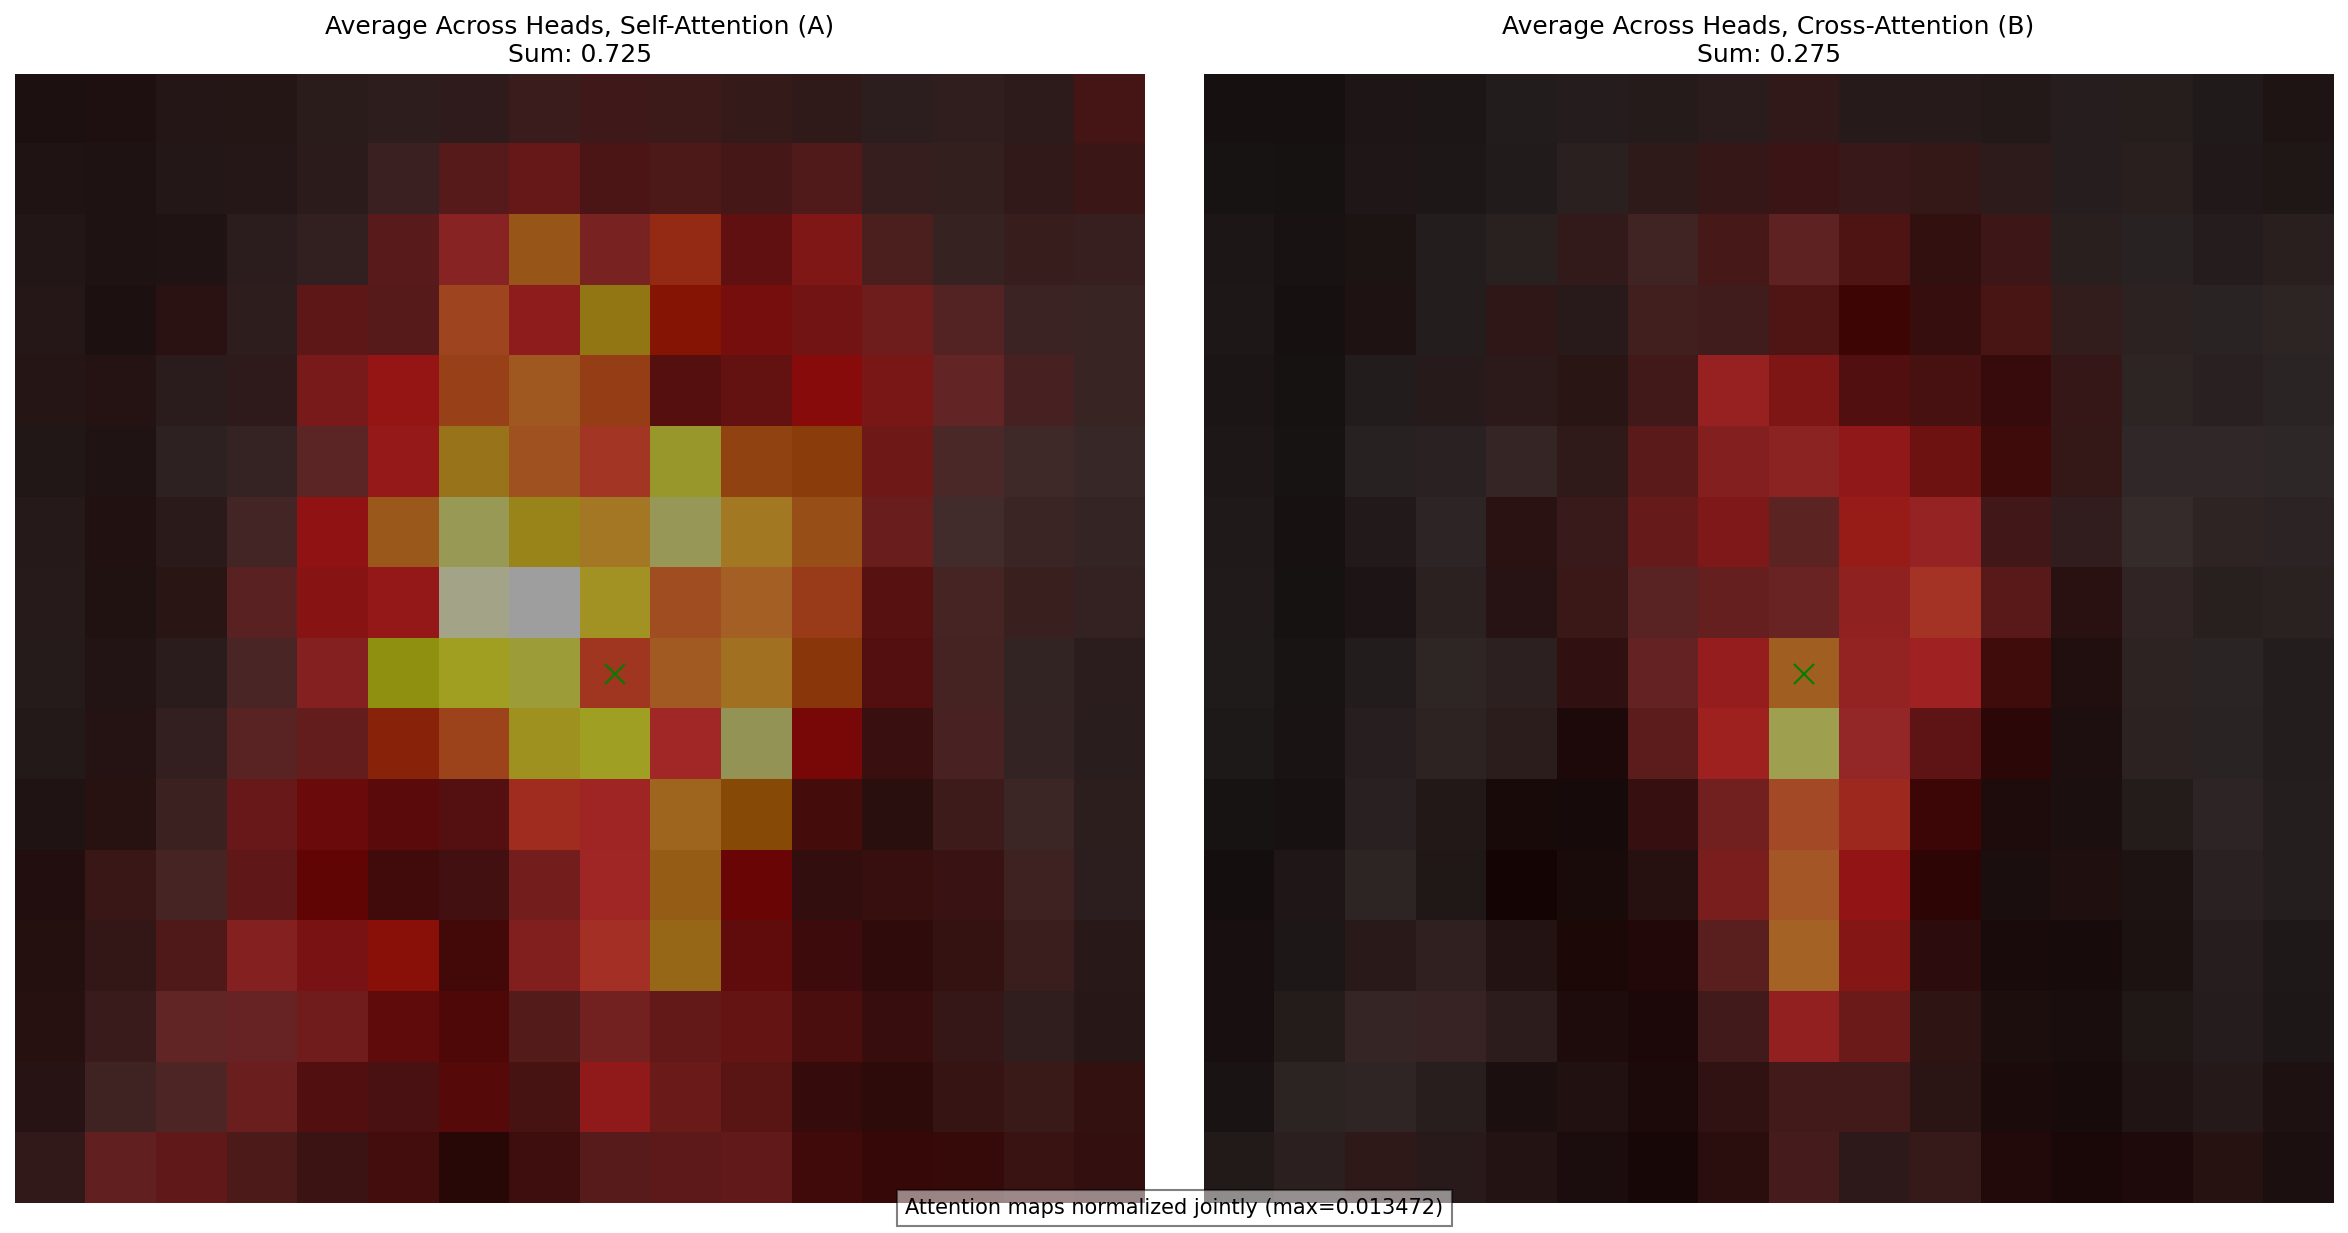 Average Across Heads, Self-Attention (A)
Sum: 0.725
Average Across Heads, Cross-Attention (B)
Sum: 0.275
Attention maps normalized jointly (max=0.013472)